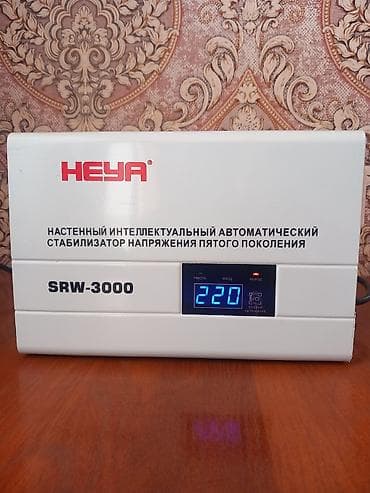 HEYA®
НАСТЕННЫЙ ИНТЕЛЛЕКТУАЛЬНЫЙ АВТОМАТИЧЕСКИЙ
СТАБИЛИЗАТОР НАПРЯЖЕНИЯ ПЯТОГО ПОКОЛЕНИЯ
SRW-3000
220